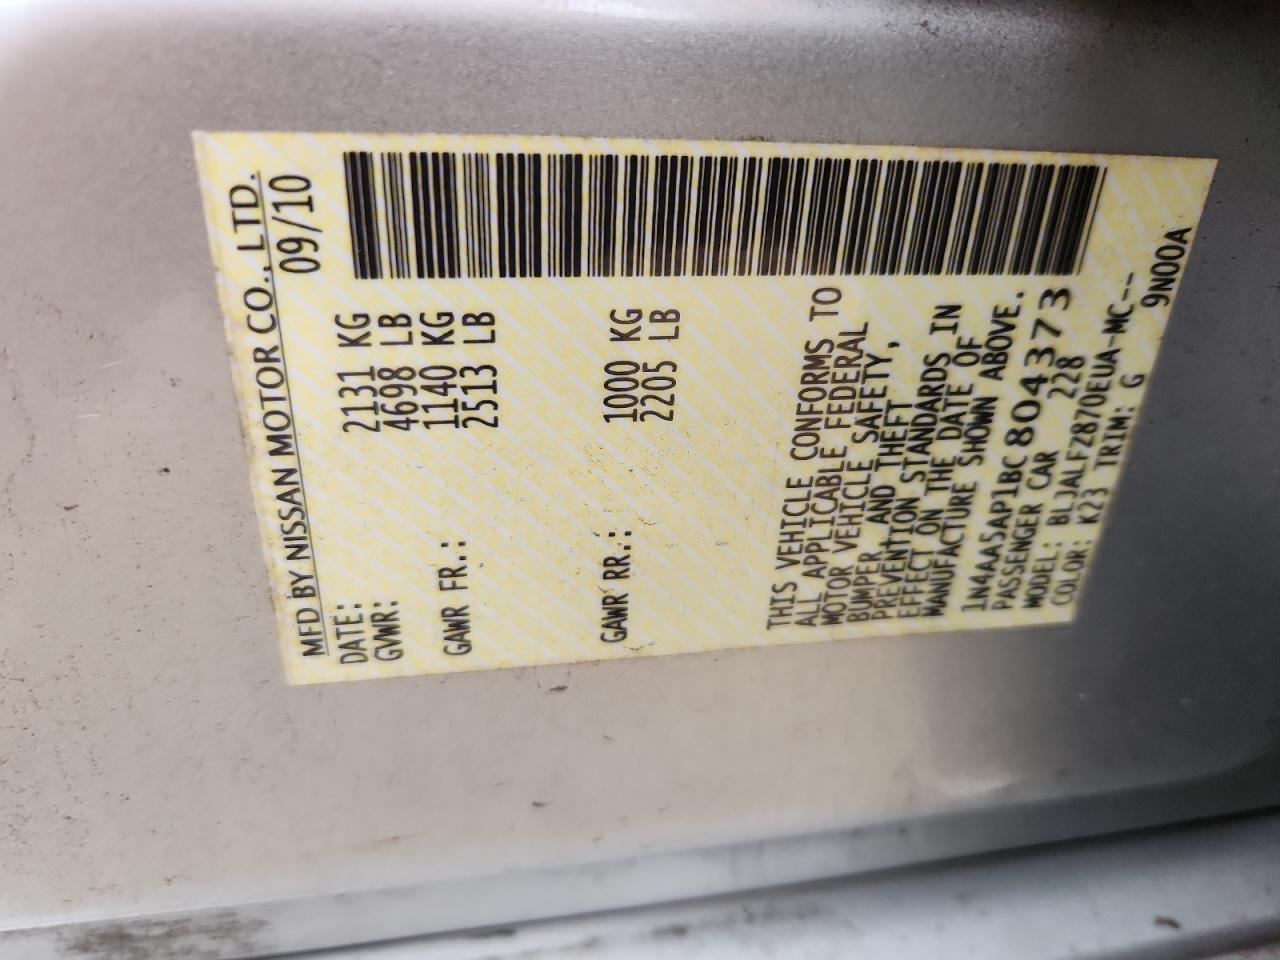 MFD BY NISSAN MOTOR CO., LTD.
DATE: 09/10
GVWR: 2131 KG
4698 LB
GAWR FR.: 1140 KG
2513 LB
GAWR RR.: 1000 KG
2205 LB
THIS VEHICLE CONFORMS TO
ALL APPLICABLE FEDERAL
MOTOR VEHICLE SAFETY,
BUMPER AND THEFT
PREVENTION STANDARDS IN
EFFECT ON THE DATE OF
MANUFACTURE SHOWN ABOVE.
1N4AA5AP1BC804373
PASSENGER CAR 228
MODEL: BLJALFZ870EUA-MC--
COLOR: K23 TRIM: G
9N00A